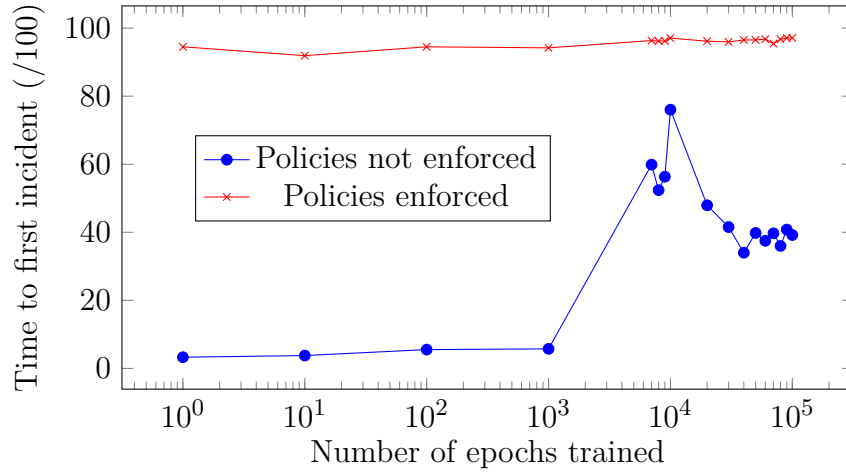 100
80
60
40
20
0
Time to first incident (/100)
Policies not enforced
Policies enforced
10^0 10^1 10^2 10^3 10^4 10^5
Number of epochs trained